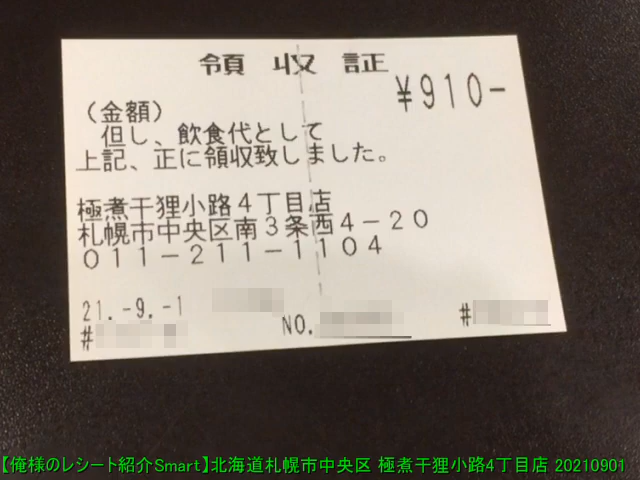 領収証
¥910-
(金額)
但し、飲食代として
上記、正に領収致しました。
極煮干狸小路4丁目店
札幌市中央区南3条西4-20
011-211-1104
21.-9.-1
#
NO.
#
【俺様のレシート紹介Smart】北海道札幌市中央区 極煮干狸小路4丁目店 20210901